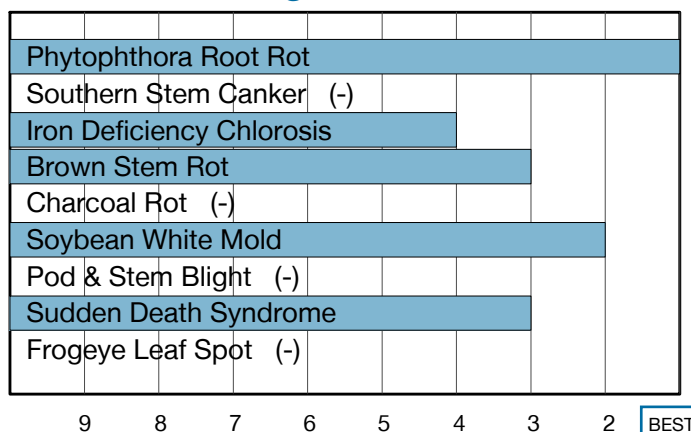 Phytophthora Root Rot
Southern Stem Canker (-)
Iron Deficiency Chlorosis
Brown Stem Rot
Charcoal Rot (-)
Soybean White Mold
Pod & Stem Blight (-)
Sudden Death Syndrome
Frogeye Leaf Spot (-)
9 8 7 6 5 4 3 2 BEST